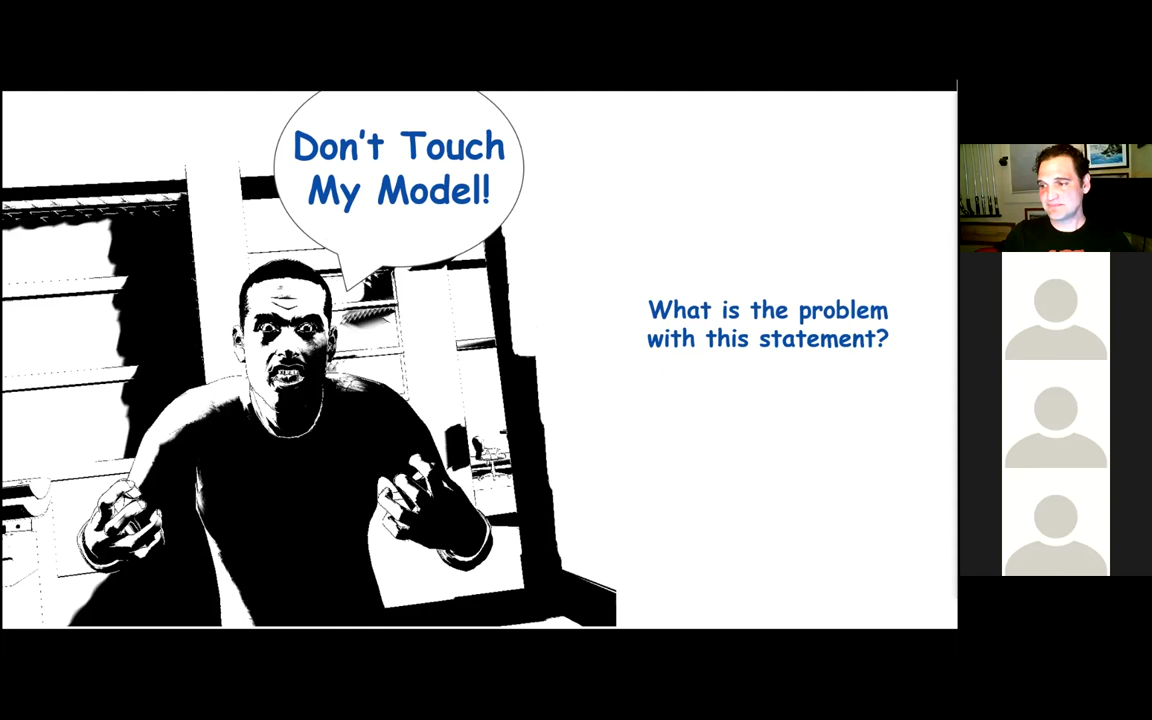 Don't Touch
My Model!
What is the problem
with this statement?